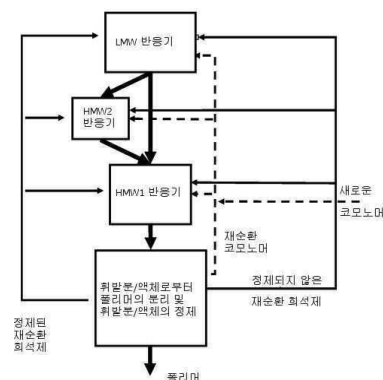 LMW 반응기
HMW2
반응기
HMW1 반응기
새로운
코모노머
재순환
코모노머
휘발분/액체로부터
폴리머의 분리 및
휘발분/액체의 정제
정제되지 않은
재순환 희석제
정제된
재순환
희석제
폴리머